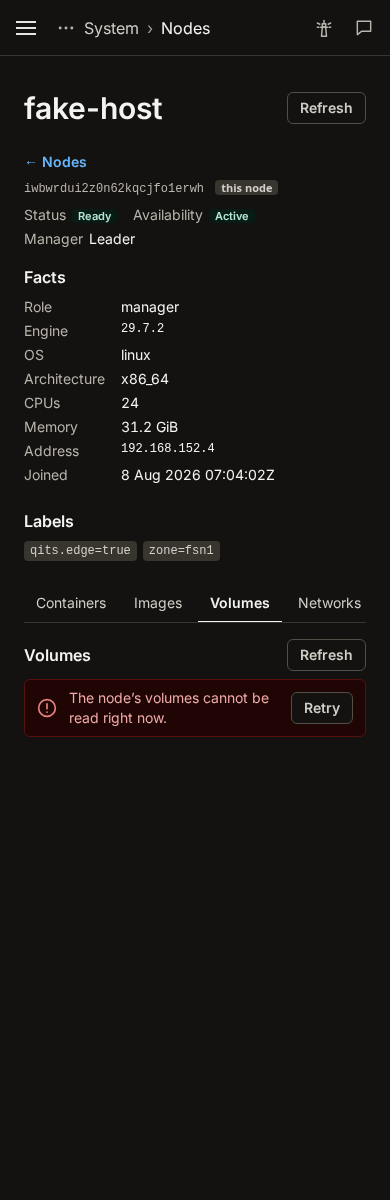 System › Nodes
fake-host
Refresh
← Nodes
iwbwrdui2z0n62kqcjfo1erwh this node
Status Ready Availability Active
Manager Leader
Facts
Role manager
Engine 29.7.2
OS linux
Architecture x86_64
CPUs 24
Memory 31.2 GiB
Address 192.168.152.4
Joined 8 Aug 2026 07:04:02Z
Labels
qits.edge=true zone=fsn1
Containers Images Volumes Networks
Volumes
Refresh
The node’s volumes cannot be
read right now.
Retry